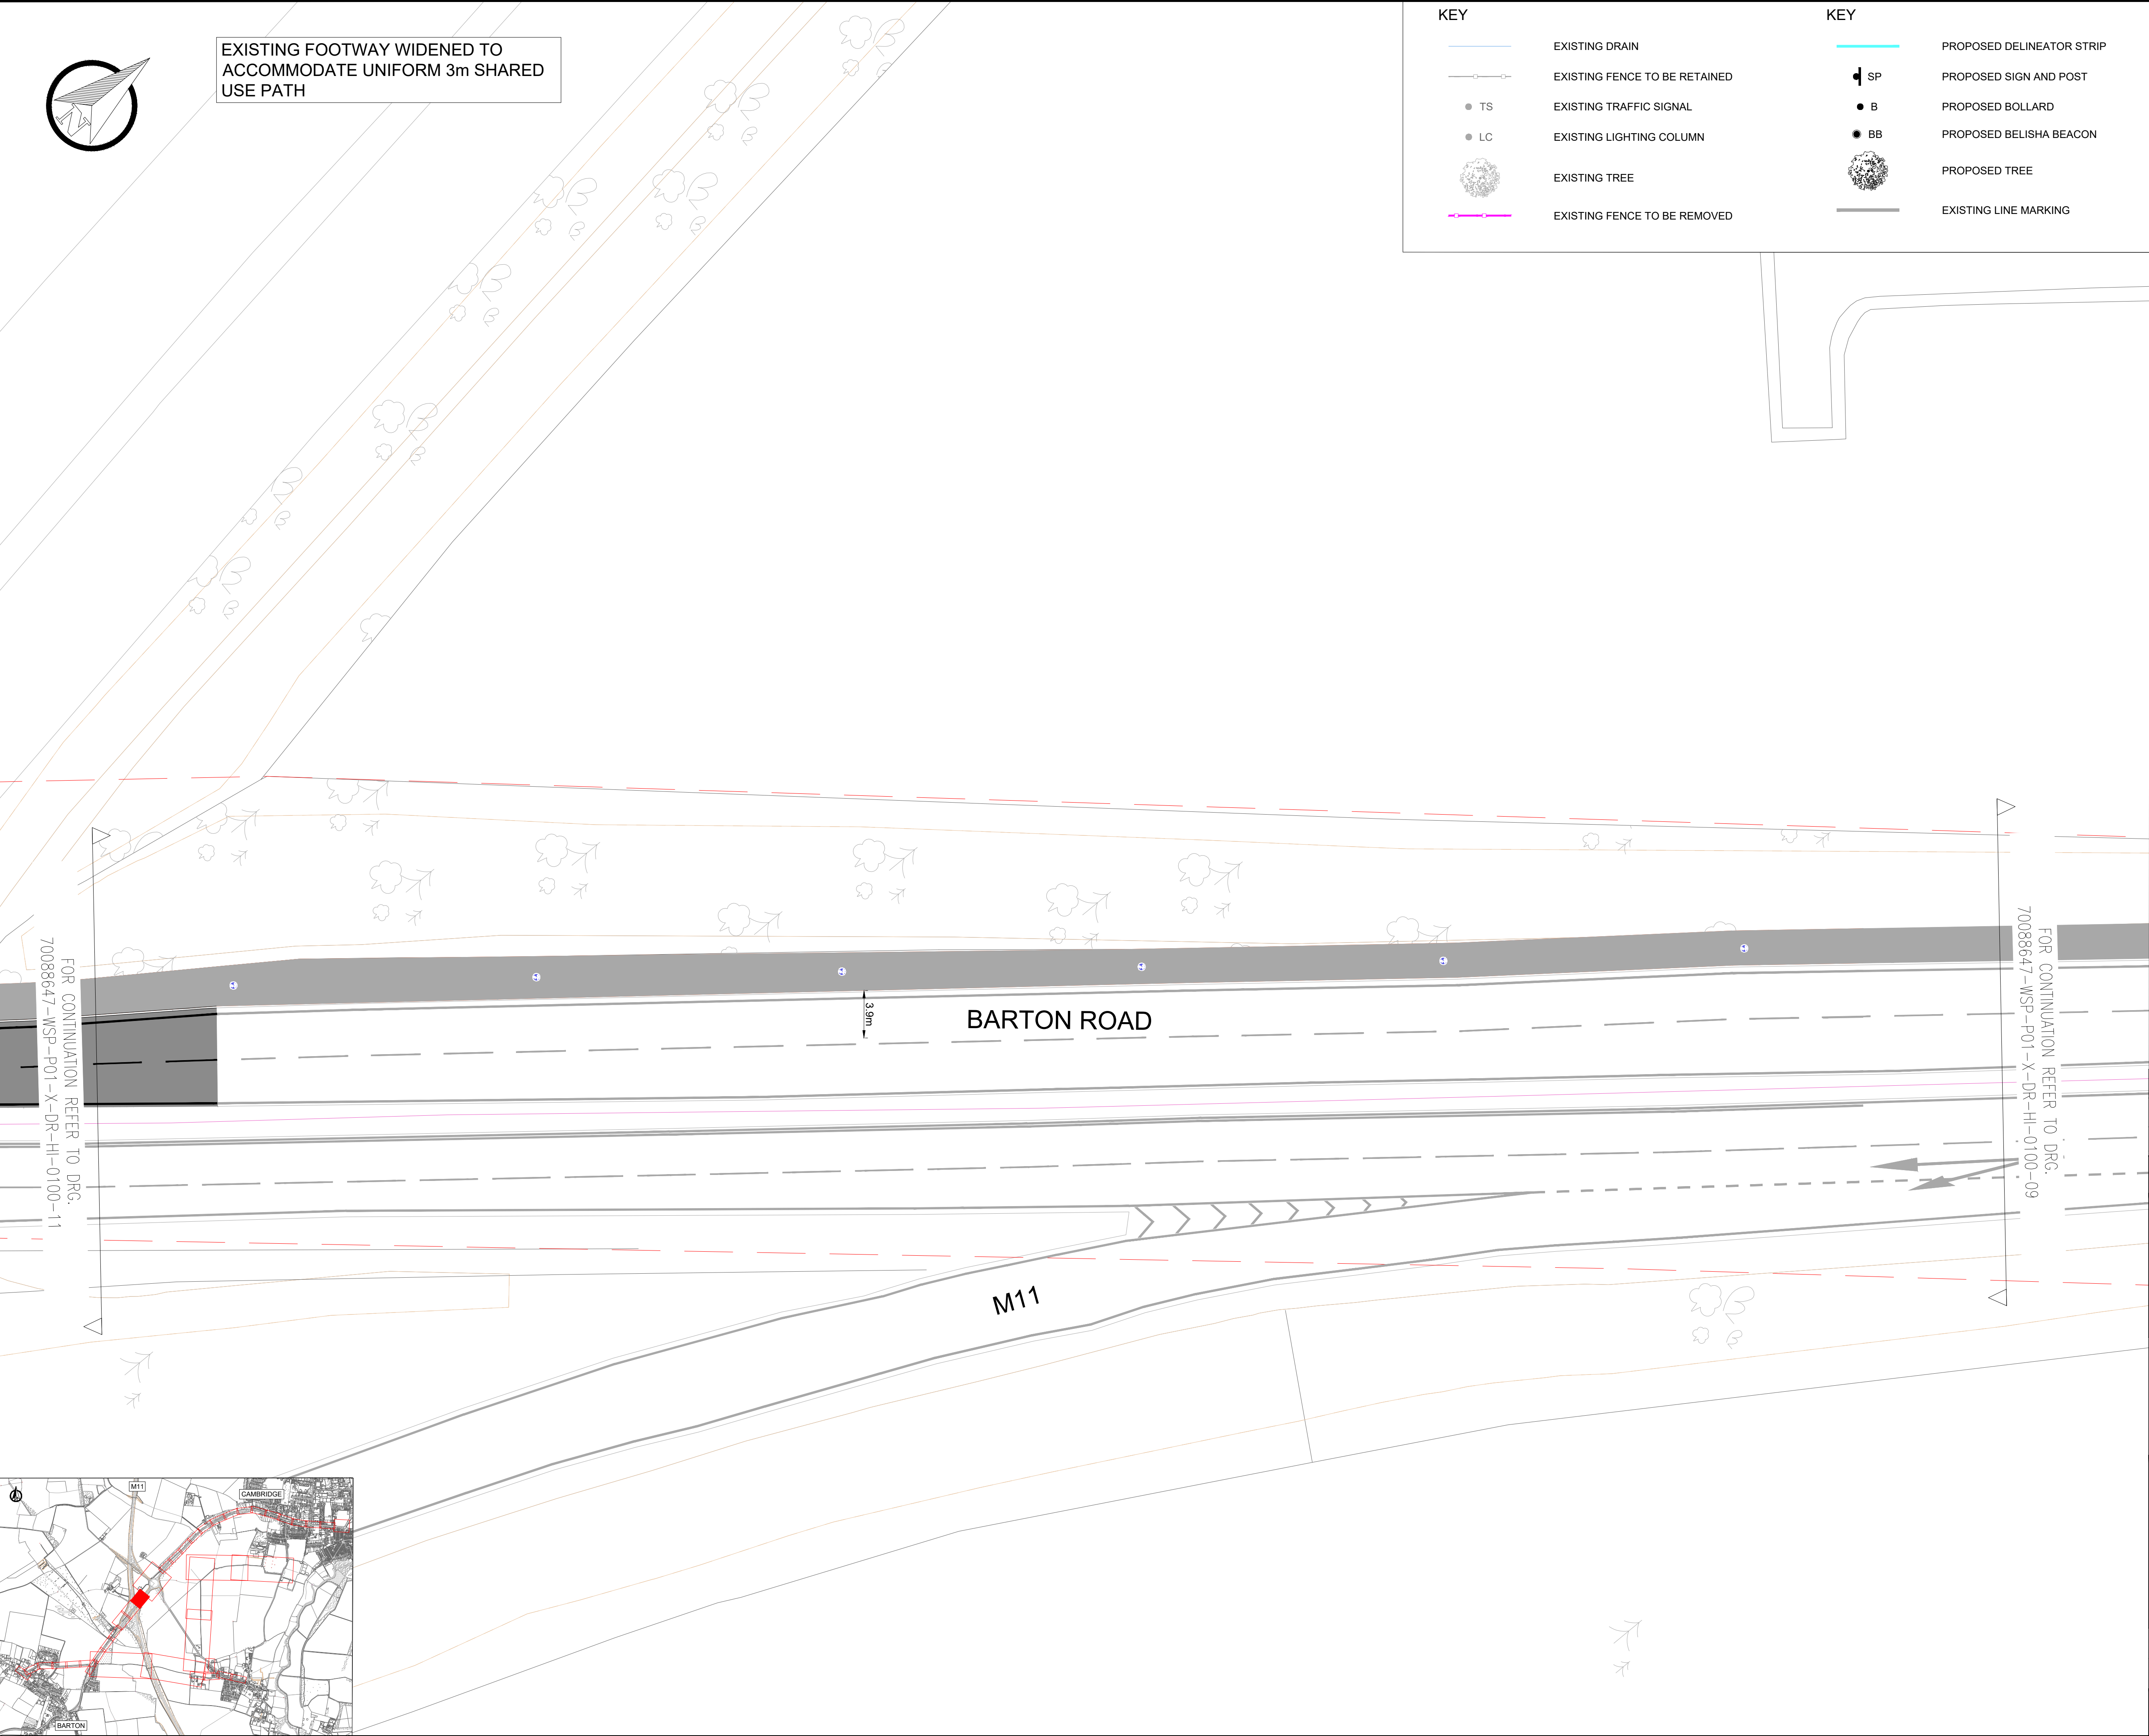 EXISTING FOOTWAY WIDENED TO
ACCOMMODATE UNIFORM 3m SHARED
USE PATH
N
KEY
EXISTING DRAIN
EXISTING FENCE TO BE RETAINED
TS EXISTING TRAFFIC SIGNAL
LC EXISTING LIGHTING COLUMN
EXISTING TREE
EXISTING FENCE TO BE REMOVED
KEY
PROPOSED DELINEATOR STRIP
SP PROPOSED SIGN AND POST
B PROPOSED BOLLARD
BB PROPOSED BELISHA BEACON
PROPOSED TREE
EXISTING LINE MARKING
FOR CONTINUATION REFER TO DRG.
70088647-WSP-P01-X-DR-HI-0100-11
3.9m
BARTON ROAD
M11
FOR CONTINUATION REFER TO DRG.
70088647-WSP-P01-X-DR-HI-0100-09
M11
CAMBRIDGE
BARTON